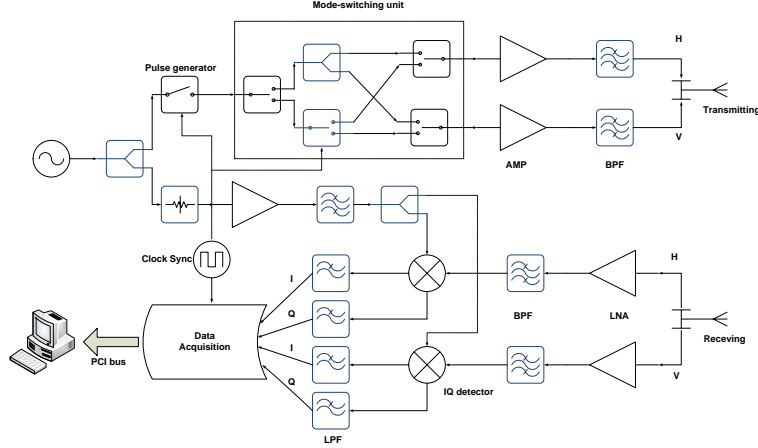 Mode-switching unit
Pulse generator
H
Transmitting
V
AMP
BPF
Clock Sync
I
Q
I
Q
Data
Acquisition
PCI bus
H
BPF
LNA
Receving
V
IQ detector
LPF